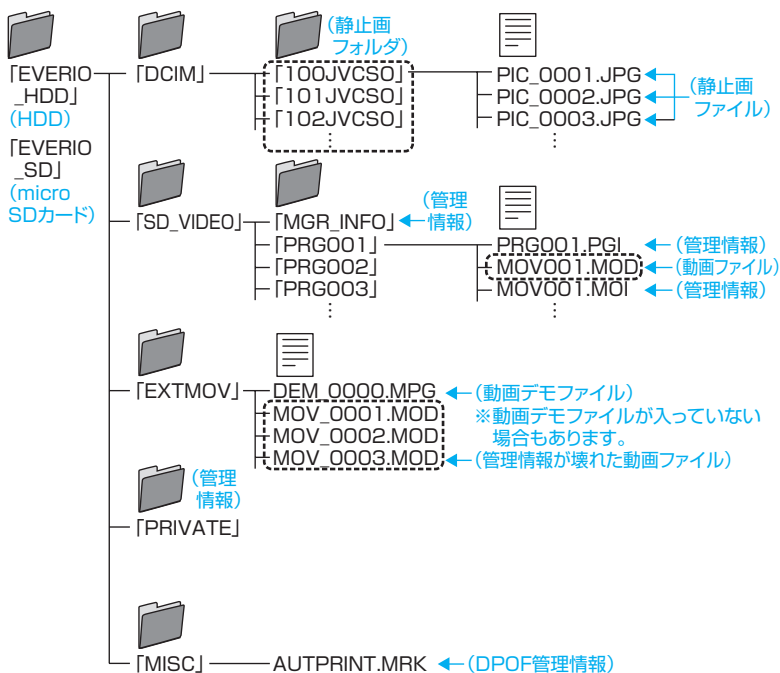 「EVERIO
_HDD」
(HDD)
「EVERIO
_SD」
(micro
SDカード)
「DCIM」
(静止画
フォルダ)
「100JVCSO」
「101JVCSO」
「102JVCSO」
⋮
PIC_0001.JPG
PIC_0002.JPG
PIC_0003.JPG
⋮
(静止画
ファイル)
「SD_VIDEO」
「MGR_INFO」
(管理
情報)
「PRG001」
「PRG002」
「PRG003」
⋮
PRG001.PGI
(管理情報)
MOV001.MOD
(動画ファイル)
MOV001.MOI
(管理情報)
⋮
「EXTMOV」
DEM_0000.MPG
(動画デモファイル)
※動画デモファイルが入っていない
場合もあります。
MOV_0001.MOD
MOV_0002.MOD
MOV_0003.MOD
(管理情報が壊れた動画ファイル)
(管理
情報)
「PRIVATE」
「MISC」
AUTPRINT.MRK
(DPOF管理情報)